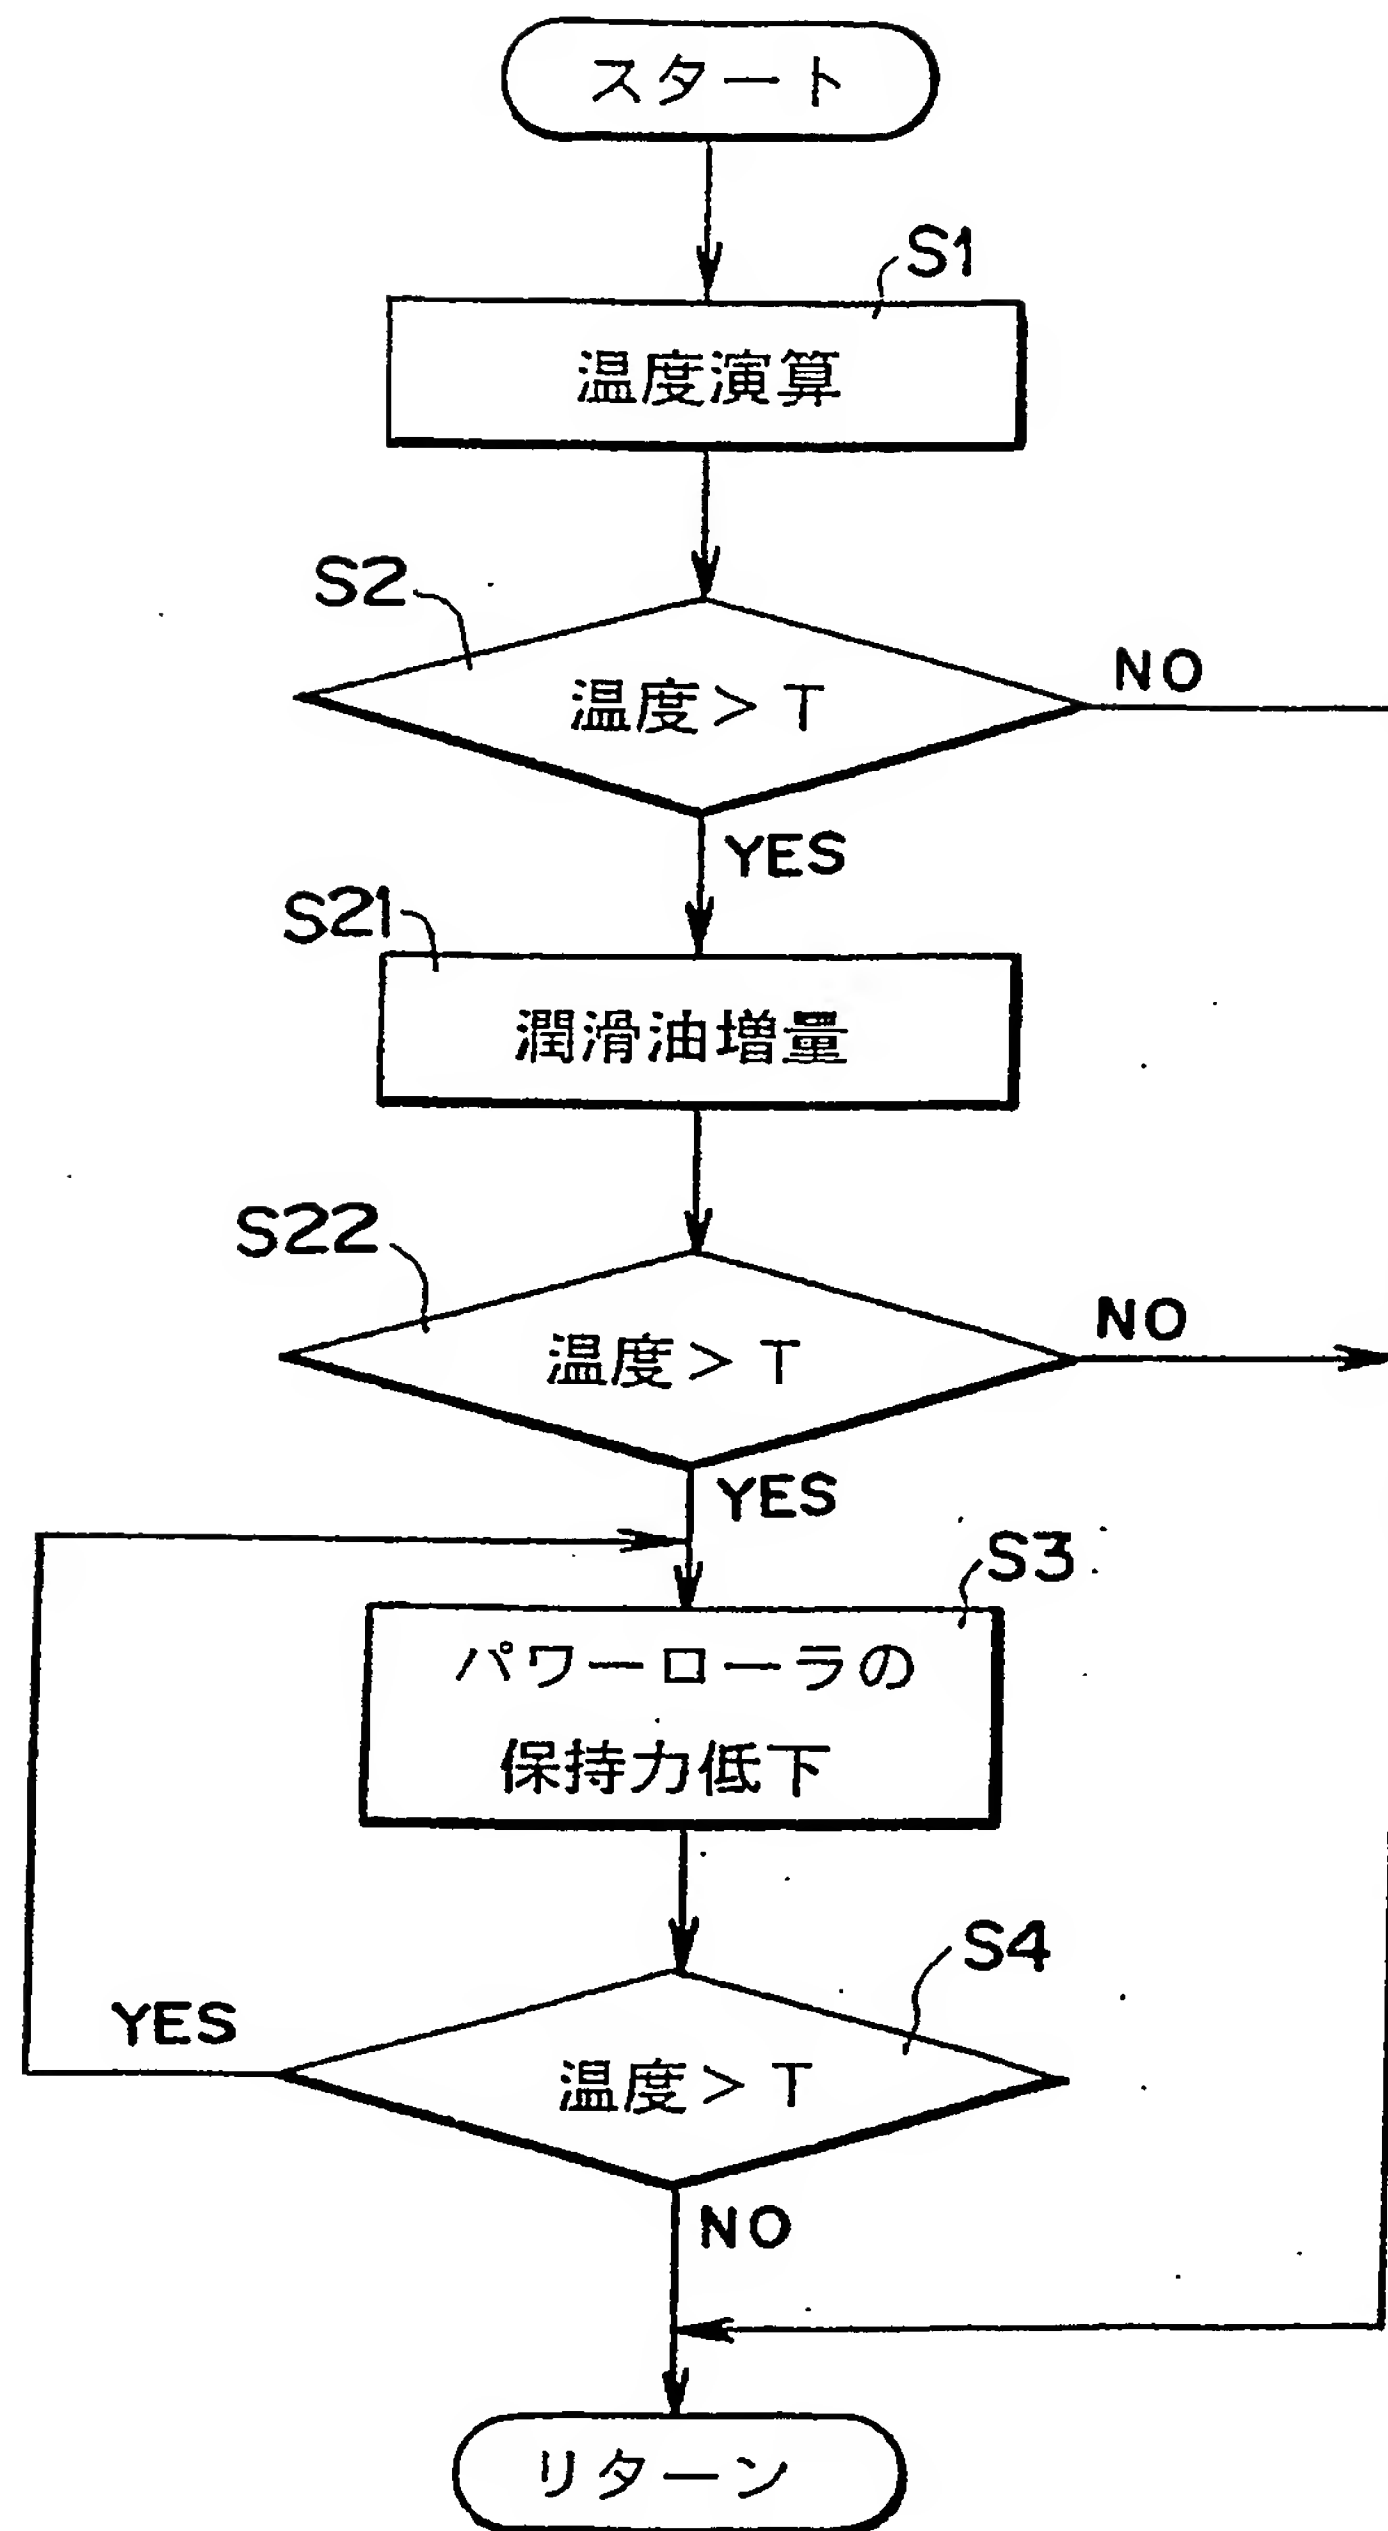 スタート
S1
温度演算
S2
温度>T
NO
YES
S21
潤滑油増量
S22
温度>T
NO
YES
S3
パワーローラの
保持力低下
S4
YES
温度>T
NO
リターン